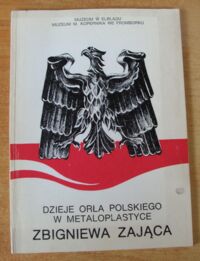 MUZEUM W ELBLĄGU
MUZEUM M. KOPERNIKA WE FROMBORKU
DZIEJE ORŁA POLSKIEGO
W METALOPLASTYCE
ZBIGNIEWA ZAJĄCA